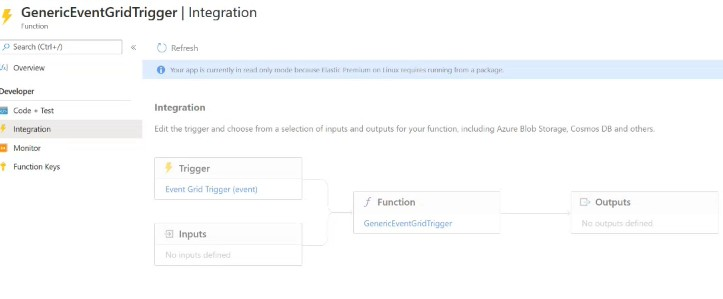 GenericEventGridTrigger | Integration
Function
Search (Ctrl+/)
«
Refresh
Overview
Your app is currently in read only mode because Elastic Premium on Linux requires running from a package.
Developer
Code + Test
Integration
Monitor
Function Keys
Integration
Edit the trigger and choose from a selection of inputs and outputs for your function, including Azure Blob Storage, Cosmos DB and others.
Trigger
Event Grid Trigger (event)
Inputs
No inputs defined
Function
GenericEventGridTrigger
Outputs
No outputs defined